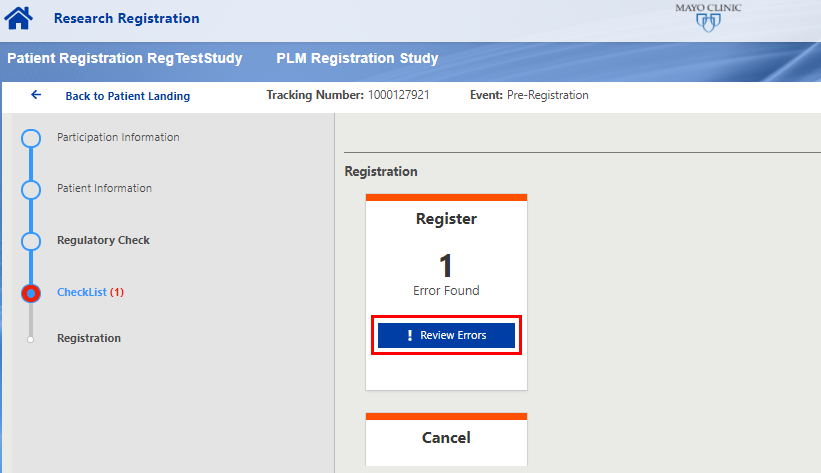 Research Registration
MAYO CLINIC
Patient Registration RegTestStudy PLM Registration Study
Back to Patient Landing Tracking Number: 1000127921 Event: Pre-Registration
Participation Information
Patient Information
Regulatory Check
CheckList (1)
Registration
Registration
Register
1
Error Found
! Review Errors
Cancel